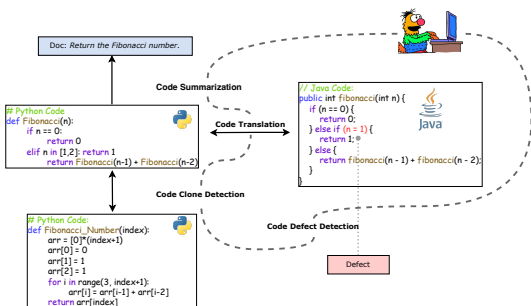 Doc: Return the Fibonacci number.
Code Summarization
# Python Code
def Fibonacci(n):
if n == 0:
return 0
elif n in [1,2]: return 1
return Fibonacci(n-1) + Fibonacci(n-2)
Code Translation
// Java Code:
public int fibonacci(int n) {
if (n == 0) {
return 0;
} else if (n = 1) {
return 1;
} else {
return fibonacci(n - 1) + fibonacci(n - 2);
}
}
Java
Code Clone Detection
Code Defect Detection
# Python Code:
def Fibonacci_Number(index):
arr = [0]*(index+1)
arr[0] = 0
arr[1] = 1
arr[2] = 1
for i in range(3, index+1):
arr[i] = arr[i-1] + arr[i-2]
return arr[index]
Defect